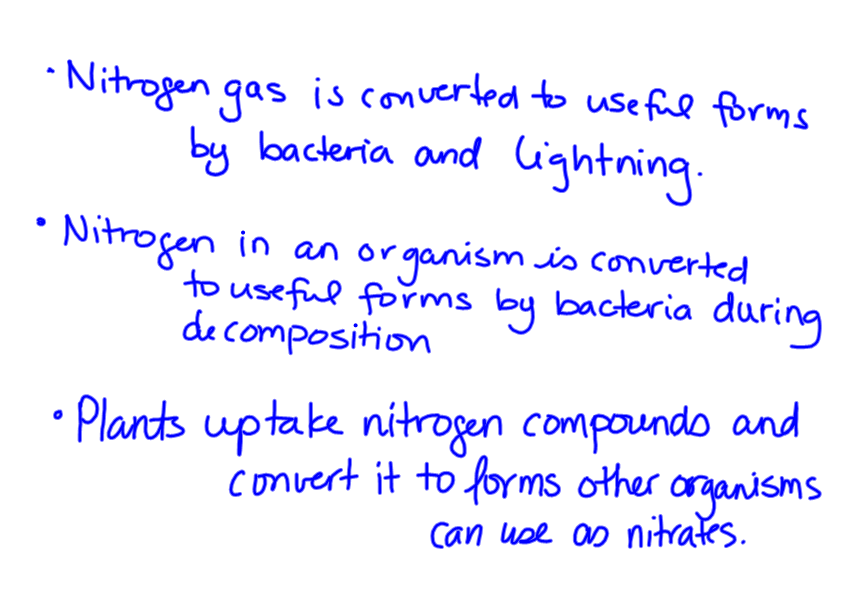 · Nitrogen gas is converted to useful forms
by bacteria and lightning.
· Nitrogen in an organism is converted
to useful forms by bacteria during
decomposition
· Plants uptake nitrogen compounds and
convert it to forms other organisms
can use as nitrates.